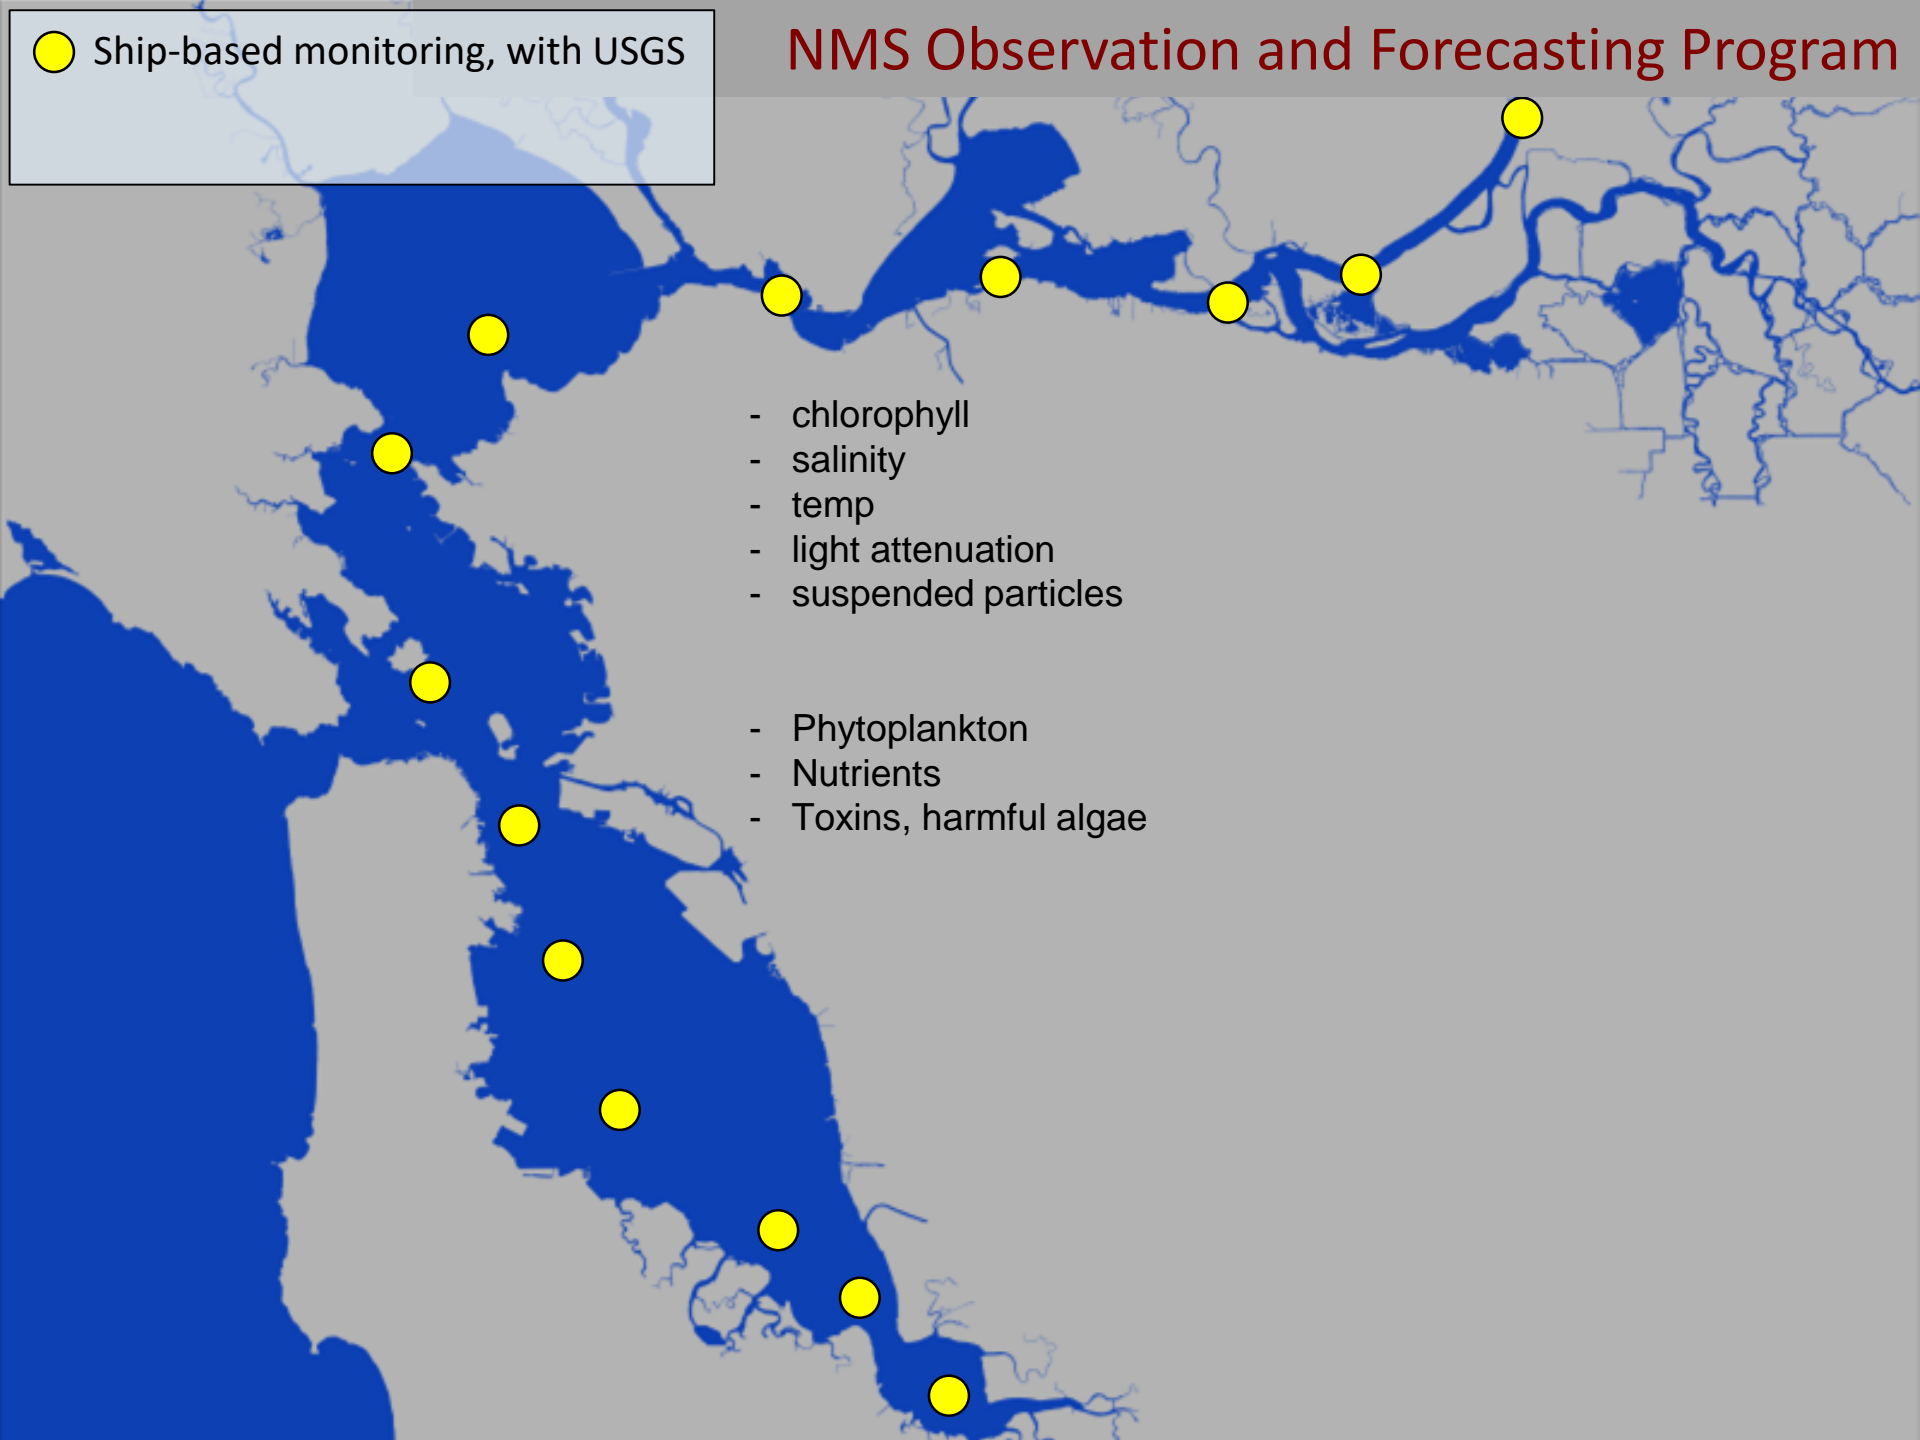 Ship-based monitoring, with USGS
NMS Observation and Forecasting Program
- chlorophyll
- salinity
- temp
- light attenuation
- suspended particles
- Phytoplankton
- Nutrients
- Toxins, harmful algae